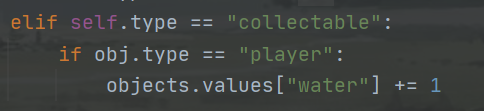 elif self.type == "collectable":
if obj.type == "player":
objects.values["water"] += 1